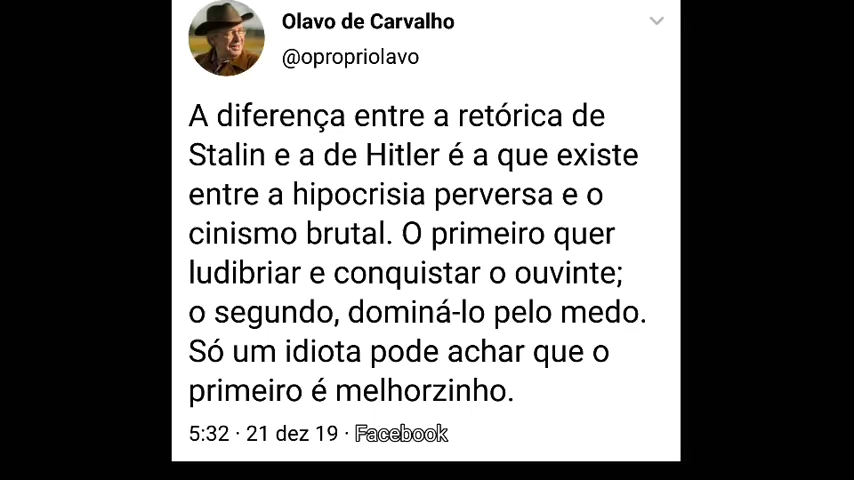 Olavo de Carvalho
@opropriolavo
A diferença entre a retórica de
Stalin e a de Hitler é a que existe
entre a hipocrisia perversa e o
cinismo brutal. O primeiro quer
ludibriar e conquistar o ouvinte;
o segundo, dominá-lo pelo medo.
Só um idiota pode achar que o
primeiro é melhorzinho.
5:32 · 21 dez 19 · Facebook